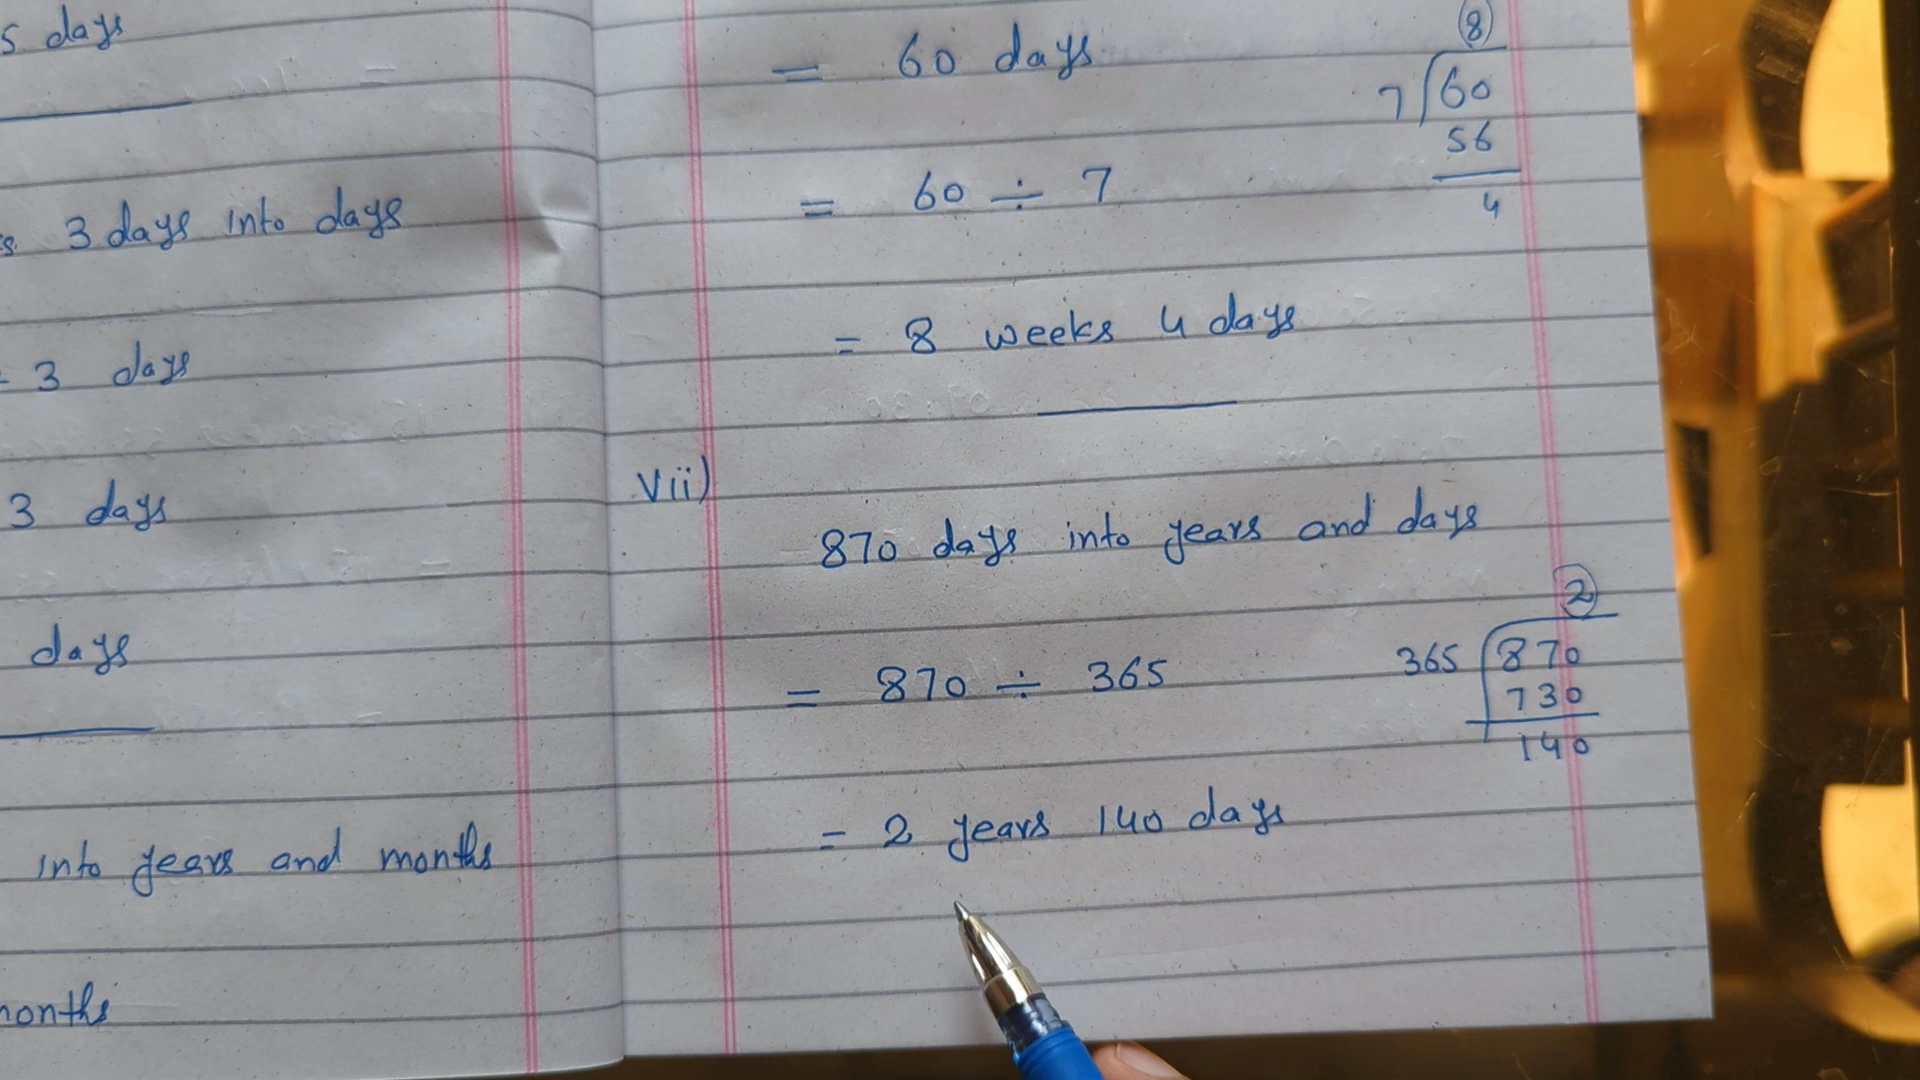 5 days
3 days into days
3 days
3 days
days
into years and months
months
= 60 days
= 60 ÷ 7
= 8 weeks 4 days
8
7 60
56
4
vii)
870 days into years and days
= 870 ÷ 365
= 2 years 140 days
2
365 870
730
140